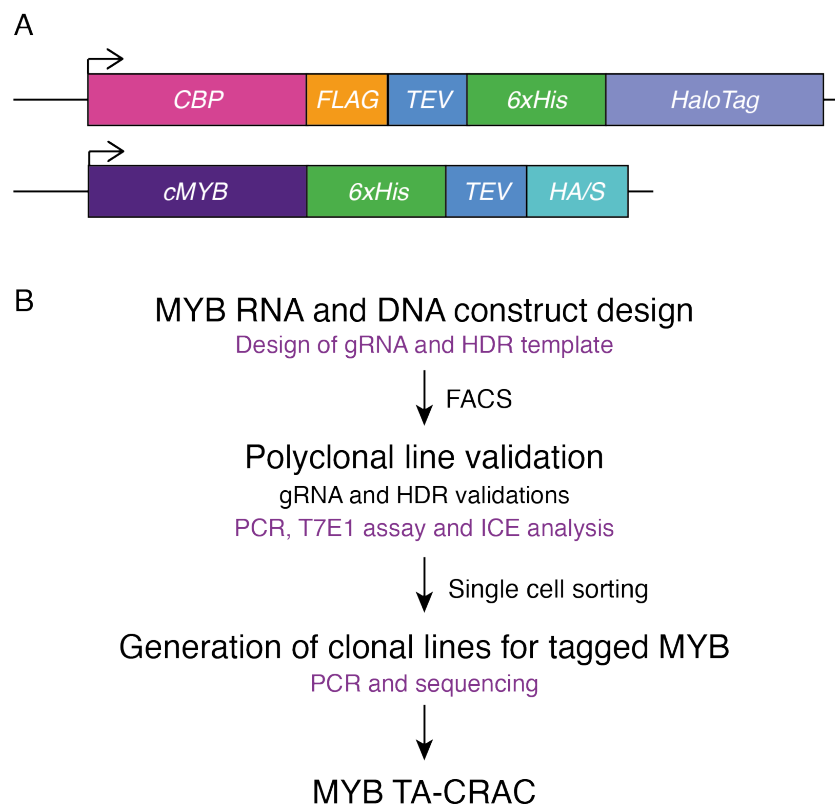 A
CBP FLAG TEV 6xHis HaloTag
cMYB 6xHis TEV HA/S
B
MYB RNA and DNA construct design
Design of gRNA and HDR template
FACS
Polyclonal line validation
gRNA and HDR validations
PCR, T7E1 assay and ICE analysis
Single cell sorting
Generation of clonal lines for tagged MYB
PCR and sequencing
MYB TA-CRAC